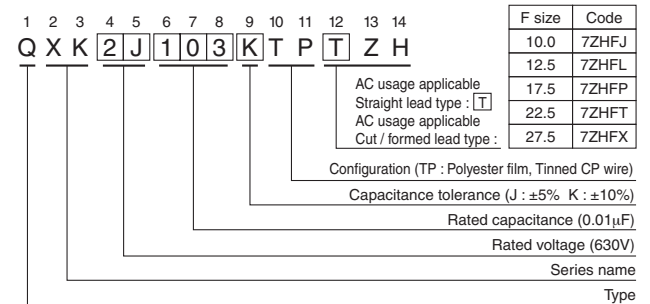 1 2 3 4 5 6 7 8 9 10 11 12 13 14
Q X K 2 J 1 0 3 K T P T Z H
F size Code
10.0 7ZHFJ
12.5 7ZHFL
17.5 7ZHFP
22.5 7ZHFT
27.5 7ZHFX
AC usage applicable
Straight lead type : T
AC usage applicable
Cut / formed lead type :
Configuration (TP : Polyester film, Tinned CP wire)
Capacitance tolerance (J : ±5% K : ±10%)
Rated capacitance (0.01μF)
Rated voltage (630V)
Series name
Type